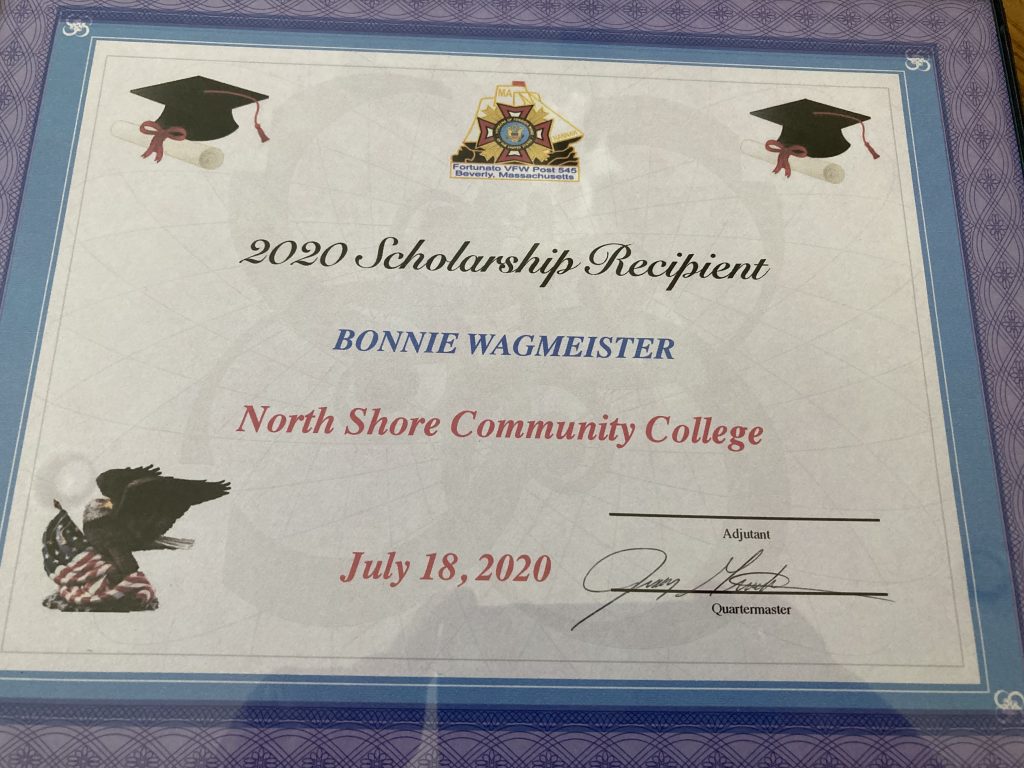 MA
HANNAH
Fortunato VFW Post 545
Beverly, Massachusetts
2020 Scholarship Recipient
BONNIE WAGMEISTER
North Shore Community College
Adjutant
July 18, 2020
Quartermaster